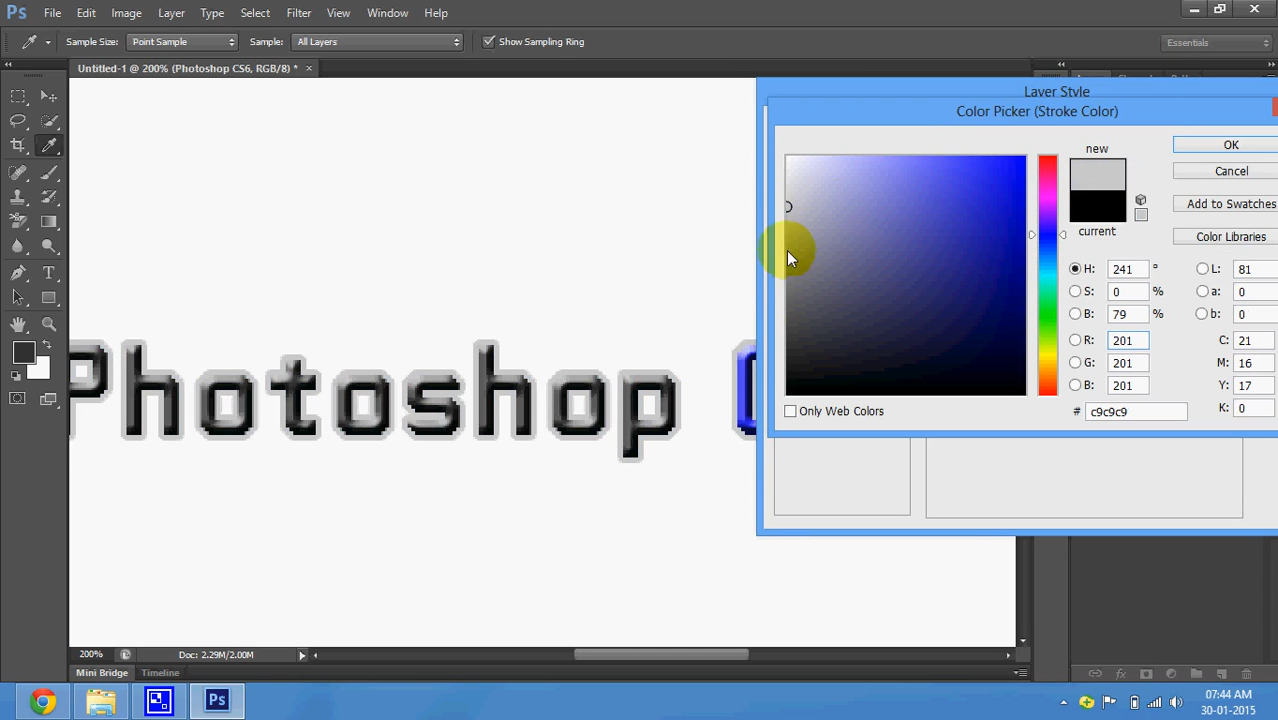 Ps File Edit Image Layer Type Select Filter View Window Help
Sample Size: Point Sample Sample: All Layers Show Sampling Ring Essentials
Untitled-1 @ 200% (Photoshop CS6, RGB/8) * ×
Layer Style
Color Picker (Stroke Color)
new
OK
Cancel
Add to Swatches
current
Color Libraries
H: 241 °
L: 81
S: 0 %
a: 0
B: 79 %
b: 0
R: 201
C: 21
G: 201
M: 16
B: 201
Y: 17
Only Web Colors
# c9c9c9
K: 0
Photoshop
200% Doc: 2.29M/2.00M
Mini Bridge Timeline
fx
Ps
07:44 AM
30-01-2015